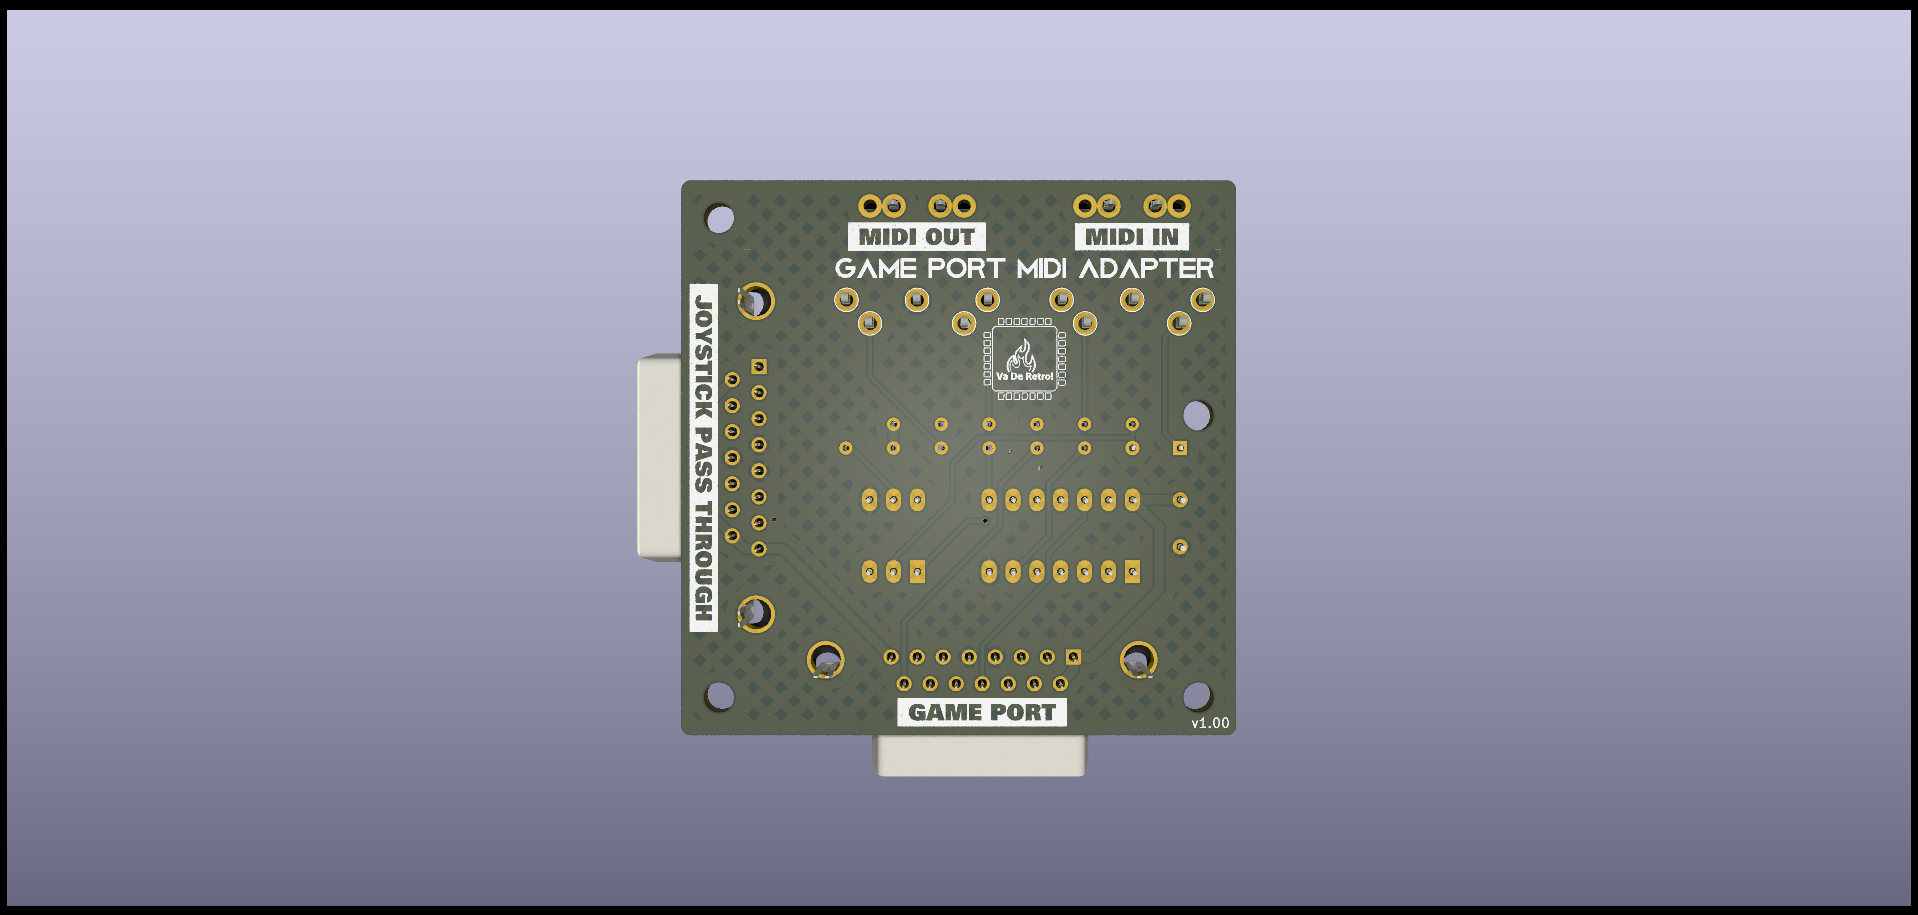 MIDI OUT
MIDI IN
GAME PORT MIDI ADAPTER
JOYSTICK PASS THROUGH
Va De Retro!
GAME PORT
v1.00